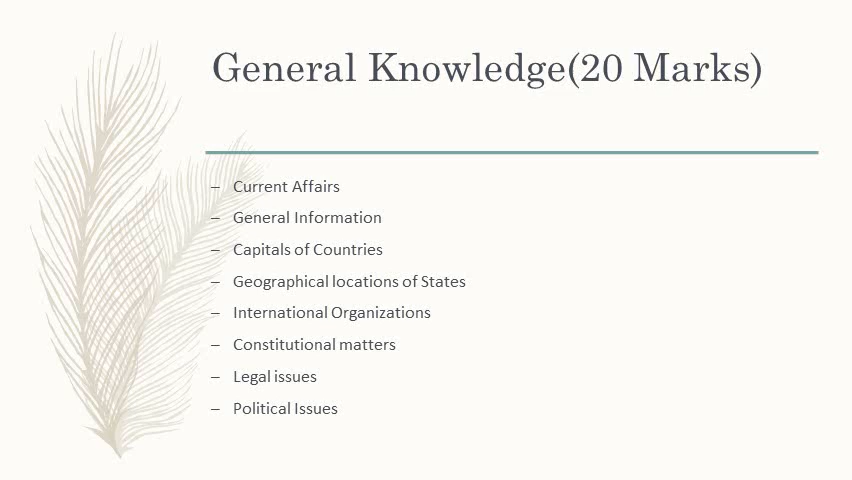 General Knowledge(20 Marks)
– Current Affairs
– General Information
– Capitals of Countries
– Geographical locations of States
– International Organizations
– Constitutional matters
– Legal issues
– Political Issues